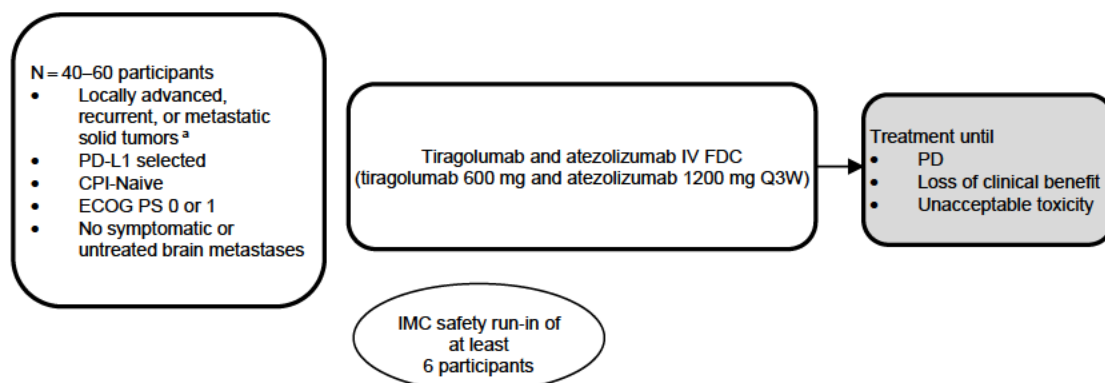 N = 40–60 participants
• Locally advanced,
recurrent, or metastatic
solid tumors a
• PD-L1 selected
• CPI-Naive
• ECOG PS 0 or 1
• No symptomatic or
untreated brain metastases
Tiragolumab and atezolizumab IV FDC
(tiragolumab 600 mg and atezolizumab 1200 mg Q3W)
Treatment until
• PD
• Loss of clinical benefit
• Unacceptable toxicity
IMC safety run-in of
at least
6 participants